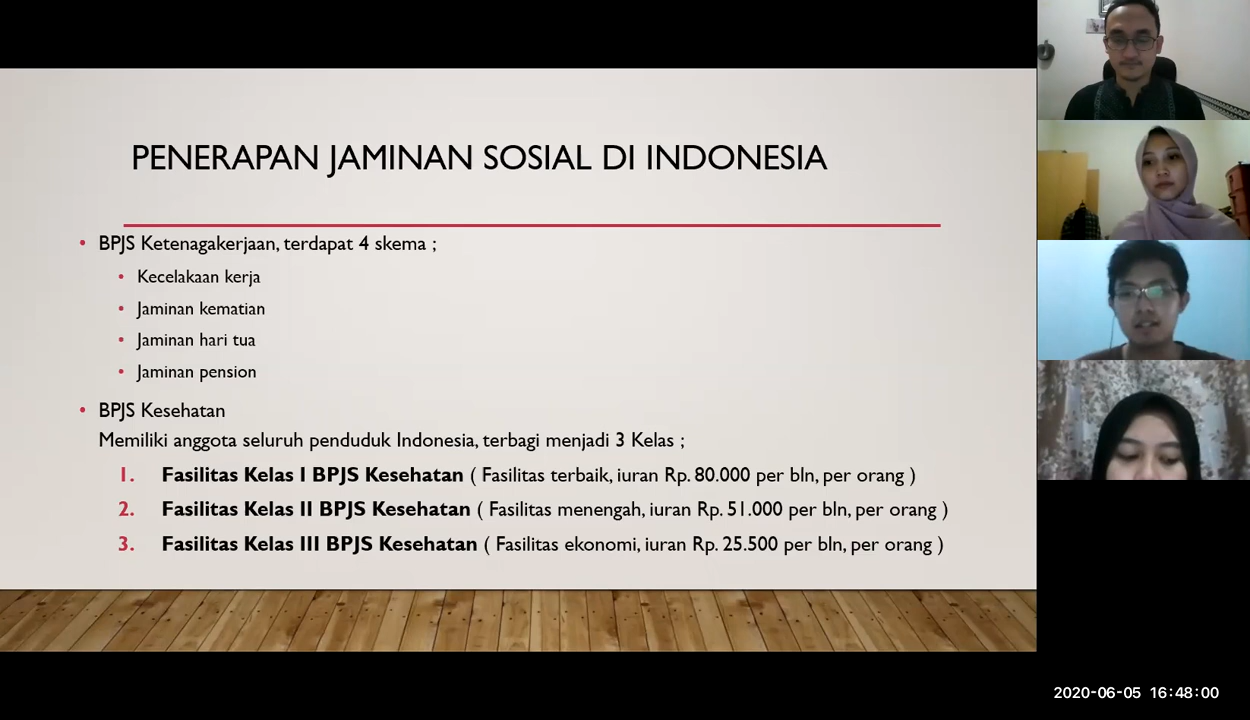 PENERAPAN JAMINAN SOSIAL DI INDONESIA
• BPJS Ketenagakerjaan, terdapat 4 skema ;
• Kecelakaan kerja
• Jaminan kematian
• Jaminan hari tua
• Jaminan pension
• BPJS Kesehatan
Memiliki anggota seluruh penduduk Indonesia, terbagi menjadi 3 Kelas ;
1. Fasilitas Kelas I BPJS Kesehatan ( Fasilitas terbaik, iuran Rp. 80.000 per bln, per orang )
2. Fasilitas Kelas II BPJS Kesehatan ( Fasilitas menengah, iuran Rp. 51.000 per bln, per orang )
3. Fasilitas Kelas III BPJS Kesehatan ( Fasilitas ekonomi, iuran Rp. 25.500 per bln, per orang )
2020-06-05 16:48:00